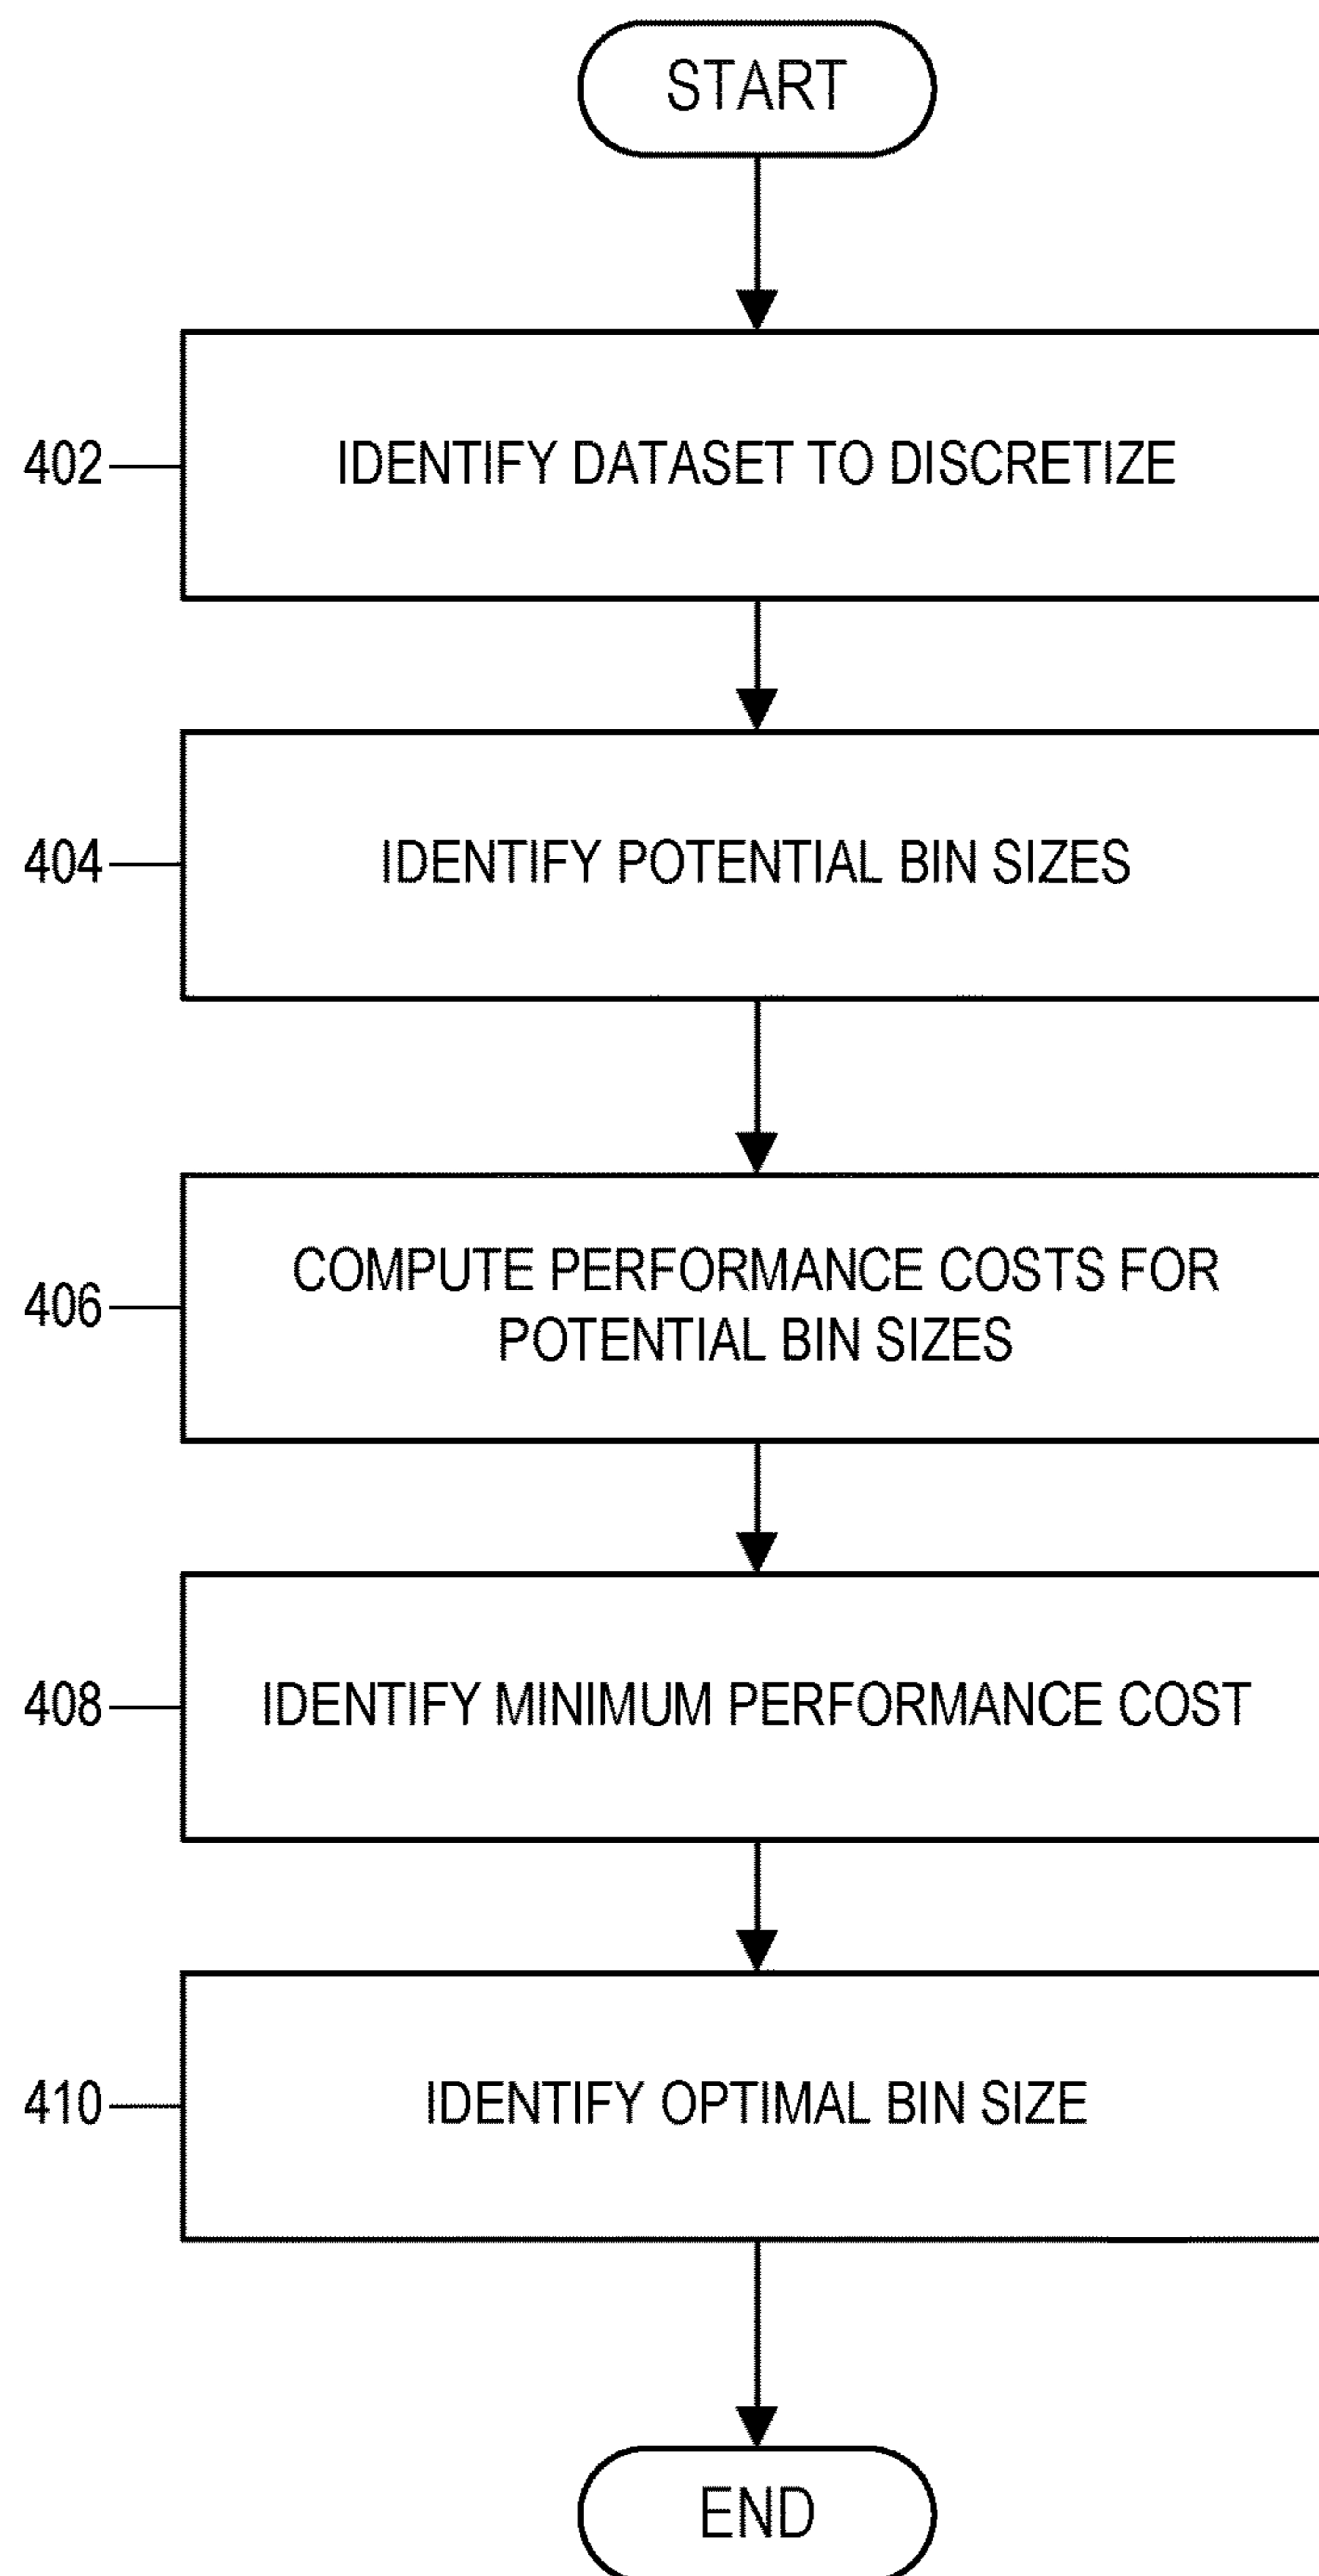 START
402
IDENTIFY DATASET TO DISCRETIZE
404
IDENTIFY POTENTIAL BIN SIZES
406
COMPUTE PERFORMANCE COSTS FOR
POTENTIAL BIN SIZES
408
IDENTIFY MINIMUM PERFORMANCE COST
410
IDENTIFY OPTIMAL BIN SIZE
END